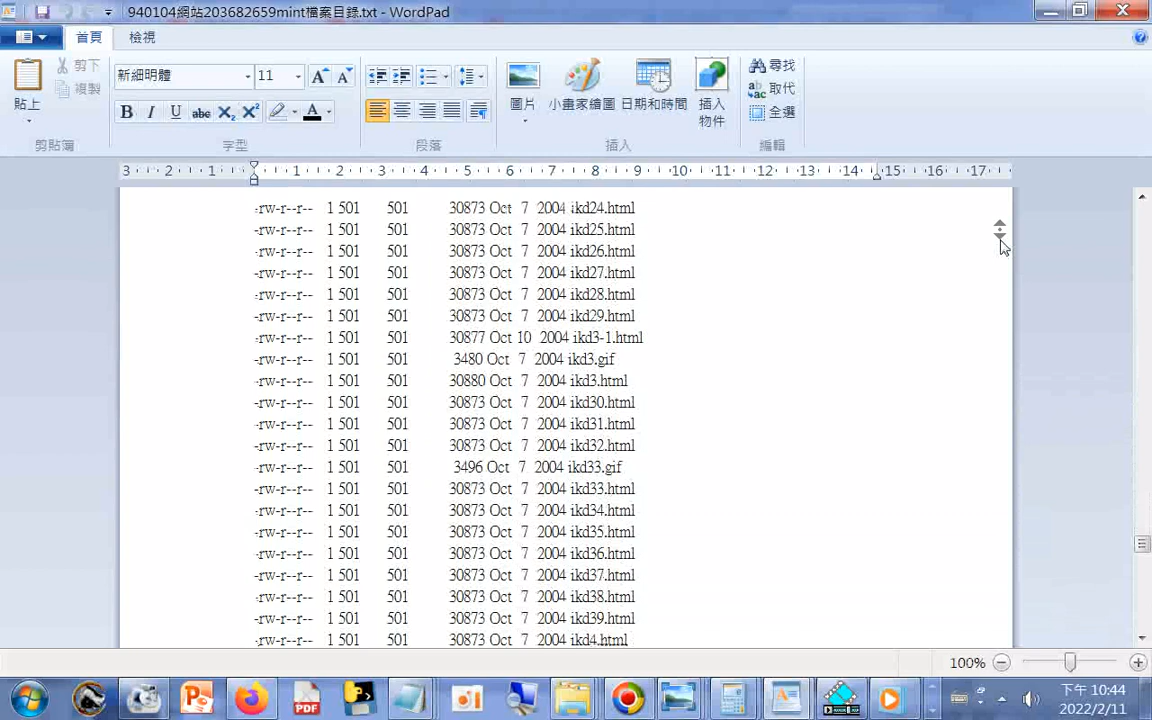 940104網站203682659mint檔案目錄.txt - WordPad
首頁 檢視
貼上 剪下 複製 剪貼簿
新細明體 11
B I U abc X₂ X² A 字型
段落
圖片 小畫家繪圖 日期和時間 插入物件 插入
尋找
取代
全選
編輯
3 2 1 1 2 3 4 5 6 7 8 9 10 11 12 13 14 15 16 17
-rw-r--r-- 1 501 501 30873 Oct 7 2004 ikd24.html
-rw-r--r-- 1 501 501 30873 Oct 7 2004 ikd25.html
-rw-r--r-- 1 501 501 30873 Oct 7 2004 ikd26.html
-rw-r--r-- 1 501 501 30873 Oct 7 2004 ikd27.html
-rw-r--r-- 1 501 501 30873 Oct 7 2004 ikd28.html
-rw-r--r-- 1 501 501 30873 Oct 7 2004 ikd29.html
-rw-r--r-- 1 501 501 30877 Oct 10 2004 ikd3-1.html
-rw-r--r-- 1 501 501 3480 Oct 7 2004 ikd3.gif
-rw-r--r-- 1 501 501 30880 Oct 7 2004 ikd3.html
-rw-r--r-- 1 501 501 30873 Oct 7 2004 ikd30.html
-rw-r--r-- 1 501 501 30873 Oct 7 2004 ikd31.html
-rw-r--r-- 1 501 501 30873 Oct 7 2004 ikd32.html
-rw-r--r-- 1 501 501 3496 Oct 7 2004 ikd33.gif
-rw-r--r-- 1 501 501 30873 Oct 7 2004 ikd33.html
-rw-r--r-- 1 501 501 30873 Oct 7 2004 ikd34.html
-rw-r--r-- 1 501 501 30873 Oct 7 2004 ikd35.html
-rw-r--r-- 1 501 501 30873 Oct 7 2004 ikd36.html
-rw-r--r-- 1 501 501 30873 Oct 7 2004 ikd37.html
-rw-r--r-- 1 501 501 30873 Oct 7 2004 ikd38.html
-rw-r--r-- 1 501 501 30873 Oct 7 2004 ikd39.html
-rw-r--r-- 1 501 501 30873 Oct 7 2004 ikd4.html
100%
PDF
下午 10:44
2022/2/11